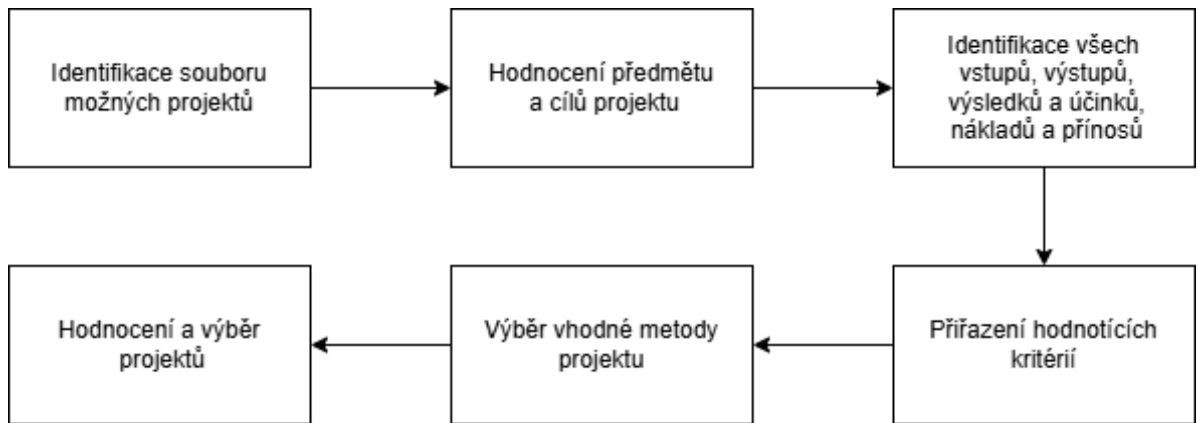 Identifikace souboru
možných projektů
Hodnocení předmětu
a cílů projektu
Identifikace všech
vstupů, výstupů,
výsledků a účinků,
nákladů a přínosů
Přiřazení hodnotících
kritérií
Výběr vhodné metody
projektu
Hodnocení a výběr
projektů